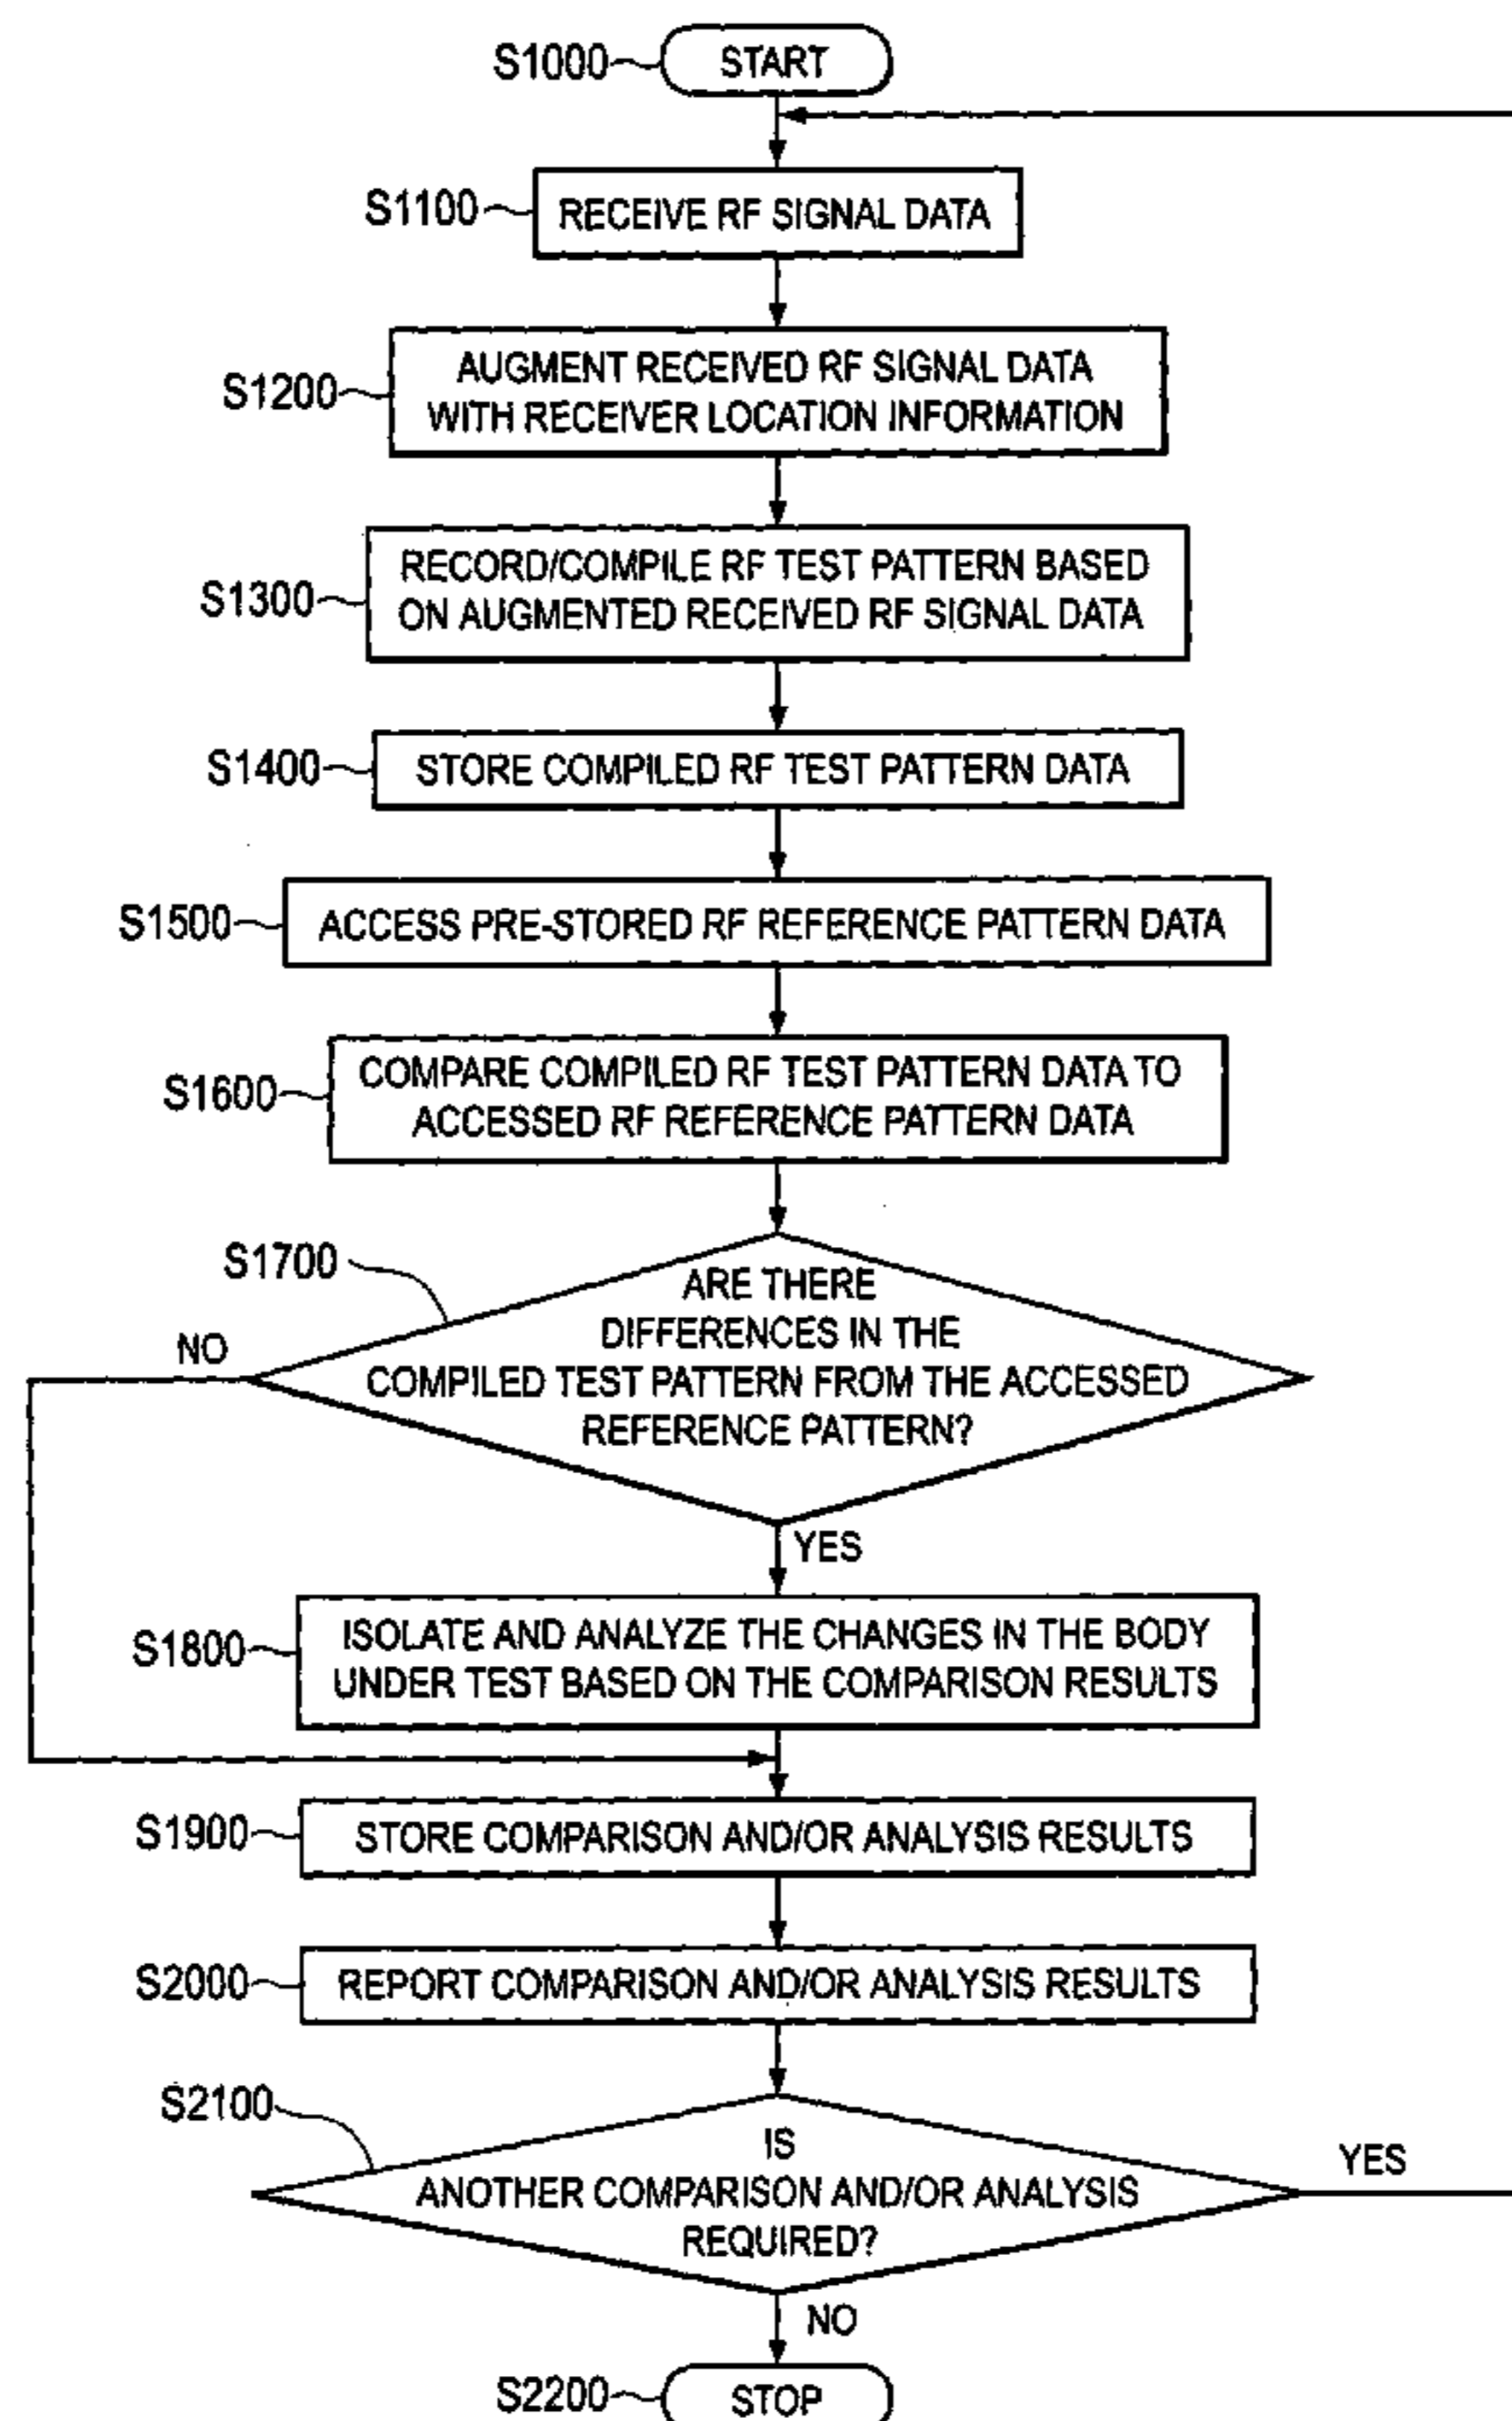 S1000
START
S1100
RECEIVE RF SIGNAL DATA
S1200
AUGMENT RECEIVED RF SIGNAL DATA
WITH RECEIVER LOCATION INFORMATION
S1300
RECORD/COMPILE RF TEST PATTERN BASED
ON AUGMENTED RECEIVED RF SIGNAL DATA
S1400
STORE COMPILED RF TEST PATTERN DATA
S1500
ACCESS PRE-STORED RF REFERENCE PATTERN DATA
S1600
COMPARE COMPILED RF TEST PATTERN DATA TO
ACCESSED RF REFERENCE PATTERN DATA
S1700
ARE THERE
DIFFERENCES IN THE
COMPILED TEST PATTERN FROM THE ACCESSED
REFERENCE PATTERN?
NO
YES
S1800
ISOLATE AND ANALYZE THE CHANGES IN THE BODY
UNDER TEST BASED ON THE COMPARISON RESULTS
S1900
STORE COMPARISON AND/OR ANALYSIS RESULTS
S2000
REPORT COMPARISON AND/OR ANALYSIS RESULTS
S2100
IS
ANOTHER COMPARISON AND/OR ANALYSIS
REQUIRED?
YES
NO
S2200
STOP